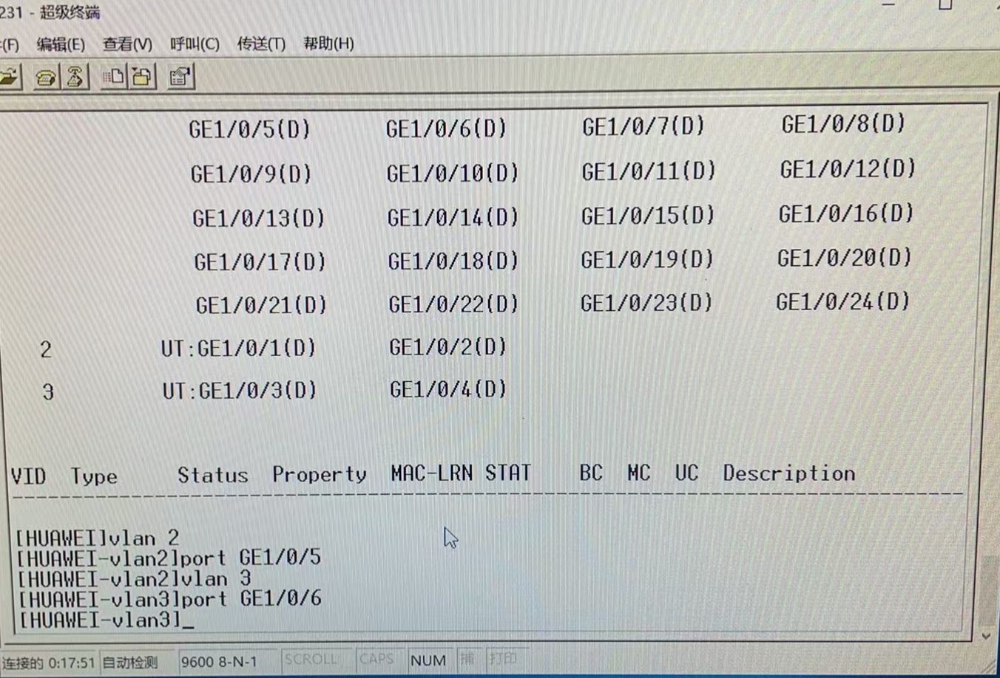 231 - 超级终端
(F) 编辑(E) 查看(V) 呼叫(C) 传送(T) 帮助(H)
GE1/0/5(D) GE1/0/6(D) GE1/0/7(D) GE1/0/8(D)
GE1/0/9(D) GE1/0/10(D) GE1/0/11(D) GE1/0/12(D)
GE1/0/13(D) GE1/0/14(D) GE1/0/15(D) GE1/0/16(D)
GE1/0/17(D) GE1/0/18(D) GE1/0/19(D) GE1/0/20(D)
GE1/0/21(D) GE1/0/22(D) GE1/0/23(D) GE1/0/24(D)
2 UT:GE1/0/1(D) GE1/0/2(D)
3 UT:GE1/0/3(D) GE1/0/4(D)
VID Type Status Property MAC-LRN STAT BC MC UC Description
--------------------------------------------------------------------------------
[HUAWEI]vlan 2
[HUAWEI-vlan2]port GE1/0/5
[HUAWEI-vlan2]vlan 3
[HUAWEI-vlan3]port GE1/0/6
[HUAWEI-vlan3]_
连接的 0:17:51 自动检测 9600 8-N-1 SCROLL CAPS NUM 捕 打印